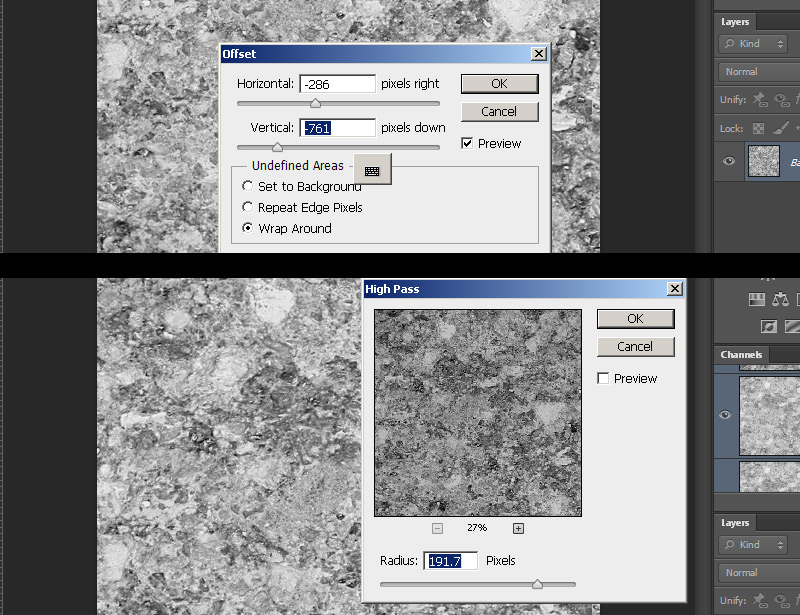 Offset
Horizontal: -286 pixels right
OK
Vertical: -761 pixels down
Cancel
Preview
Undefined Areas
Set to Background
Repeat Edge Pixels
Wrap Around
Layers
Kind
Normal
Unify:
Lock:
Ba
High Pass
OK
Cancel
Preview
27%
Radius: 191.7 Pixels
Channels
Layers
Kind
Normal
Unify: